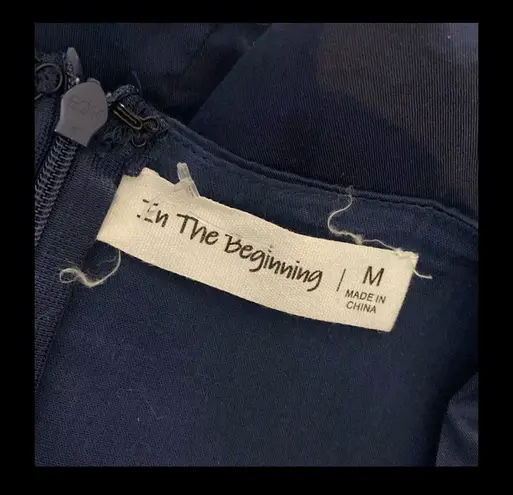 In The Beginning | M
MADE IN
CHINA